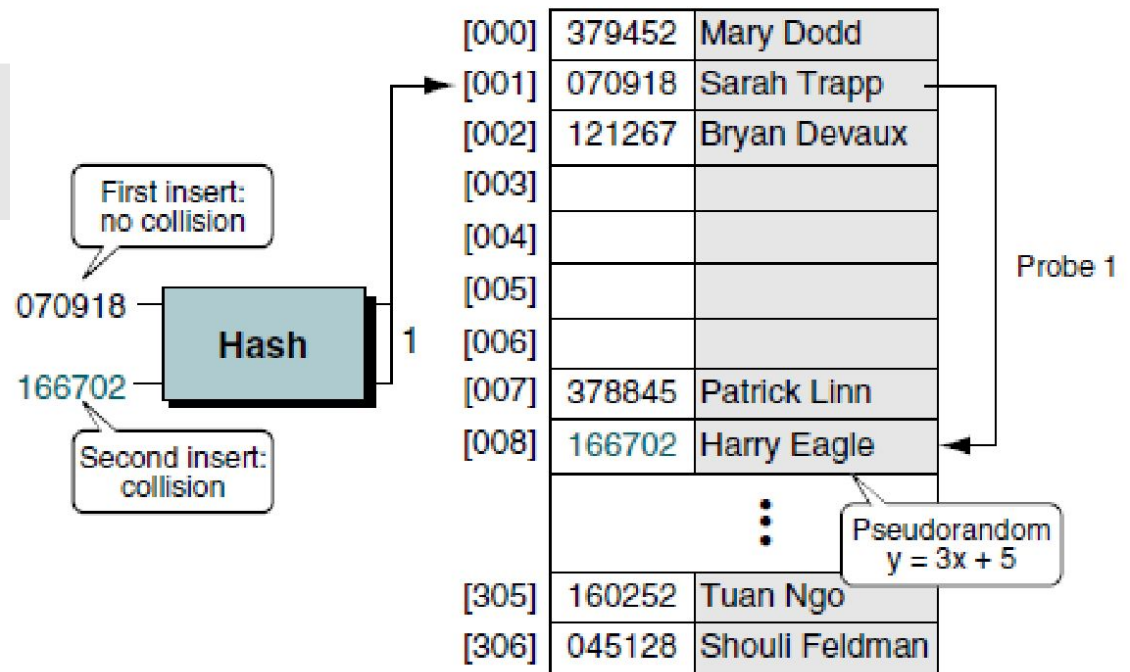 [000] 379452 Mary Dodd
[001] 070918 Sarah Trapp
[002] 121267 Bryan Devaux
[003]
[004]
[005]
[006]
[007] 378845 Patrick Linn
[008] 166702 Harry Eagle
[305] 160252 Tuan Ngo
[306] 045128 Shouli Feldman
First insert:
no collision
070918
Hash
1
166702
Second insert:
collision
Probe 1
Pseudorandom
y = 3x + 5